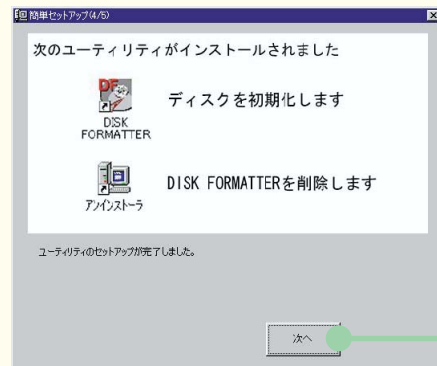 簡単セットアップ(4/5)
次のユーティリティがインストールされました
DF
ディスクを初期化します
DISK
FORMATTER
DISK FORMATTERを削除します
アンインストーラ
ユーティリティのセットアップが完了しました。
次へ